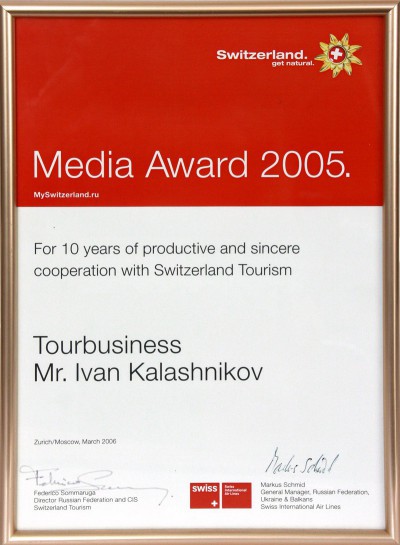 Switzerland.
get natural.
Media Award 2005.
MySwitzerland.ru
For 10 years of productive and sincere
cooperation with Switzerland Tourism
Tourbusiness
Mr. Ivan Kalashnikov
Zurich/Moscow, March 2006
Markus Schmid
Federico Sommaruga
Director Russian Federation and CIS
Switzerland Tourism
swiss
Swiss
International
Air Lines
Markus Schmid
General Manager, Russian Federation,
Ukraine & Balkans
Swiss International Air Lines